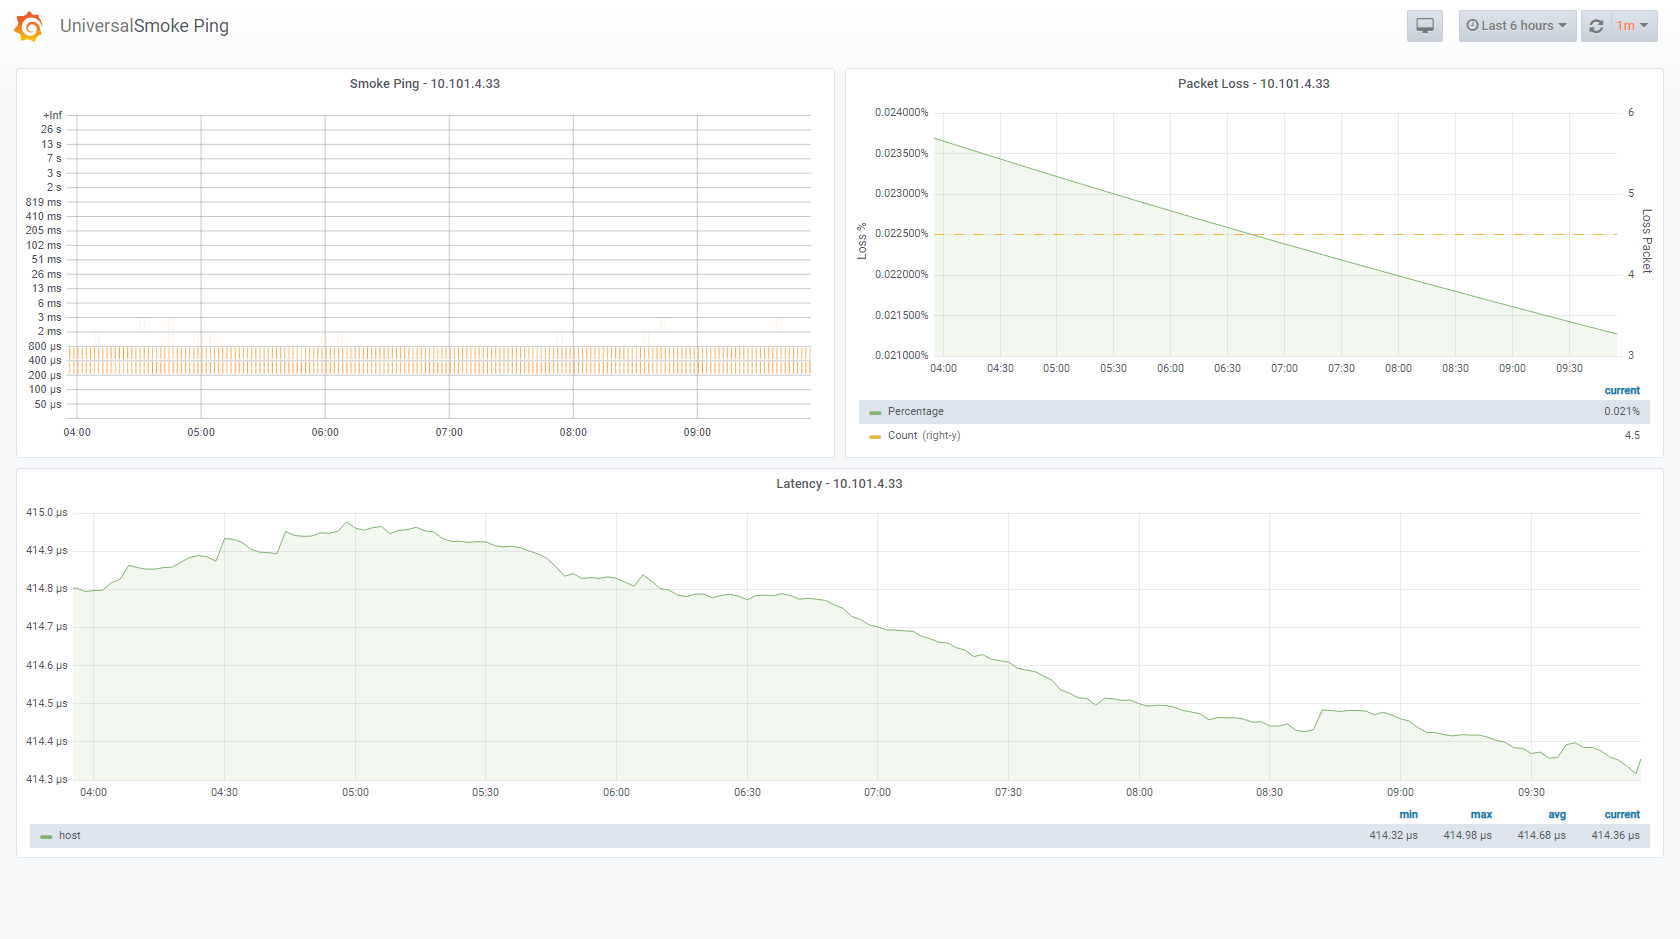 UniversalSmoke Ping
Last 6 hours
1m
Smoke Ping - 10.101.4.33
+Inf
26 s
13 s
7 s
3 s
2 s
819 ms
410 ms
205 ms
102 ms
51 ms
26 ms
13 ms
6 ms
3 ms
2 ms
800 µs
400 µs
200 µs
100 µs
50 µs
04:00 05:00 06:00 07:00 08:00 09:00
Packet Loss - 10.101.4.33
Loss %
0.024000%
0.023500%
0.023000%
0.022500%
0.022000%
0.021500%
0.021000%
6
5
4
3
Loss Packet
04:00 04:30 05:00 05:30 06:00 06:30 07:00 07:30 08:00 08:30 09:00 09:30
current
Percentage 0.021%
Count (right-y) 4.5
Latency - 10.101.4.33
415.0 µs
414.9 µs
414.8 µs
414.7 µs
414.6 µs
414.5 µs
414.4 µs
414.3 µs
04:00 04:30 05:00 05:30 06:00 06:30 07:00 07:30 08:00 08:30 09:00 09:30
min max avg current
host 414.32 µs 414.98 µs 414.68 µs 414.36 µs